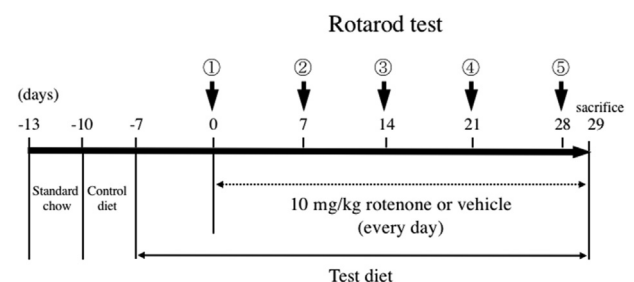 Rotarod test
① ② ③ ④ ⑤
(days)
sacrifice
-13 -10 -7 0 7 14 21 28 29
Standard chow
Control diet
10 mg/kg rotenone or vehicle
(every day)
Test diet